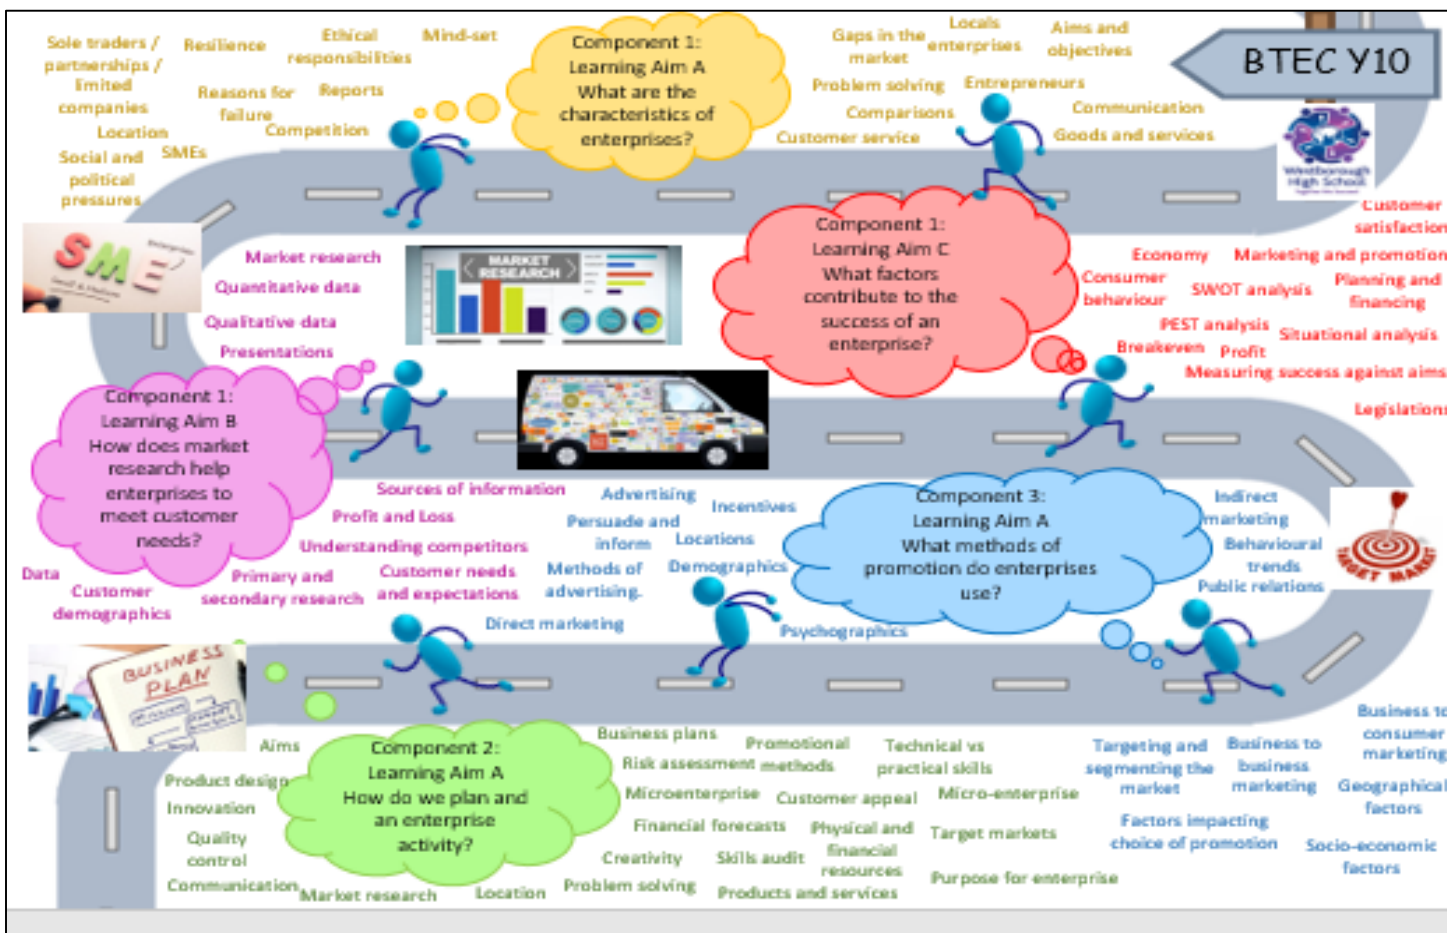 BTEC Y10
Westborough
High School
Sole traders /
partnerships /
limited
companies
Resilience
Ethical
responsibilities
Mind-set
Reasons for
failure
Reports
Location
Competition
Social and
political
pressures
SMEs
Component 1:
Learning Aim A
What are the
characteristics of
enterprises?
Gaps in the
market
Locals
enterprises
Aims and
objectives
Problem solving
Entrepreneurs
Comparisons
Communication
Customer service
Goods and services
SME
Market research
Quantitative data
Qualitative data
Presentations
MARKET
RESEARCH
Component 1:
Learning Aim C
What factors
contribute to the
success of an
enterprise?
Customer
satisfaction
Economy
Marketing and promotion
Consumer
behaviour
SWOT analysis
Planning and
financing
PEST analysis
Situational analysis
Breakeven
Profit
Measuring success against aims
Legislations
Component 1:
Learning Aim B
How does market
research help
enterprises to
meet customer
needs?
Sources of information
Profit and Loss
Understanding competitors
Data
Customer
demographics
Primary and
secondary research
Customer needs
and expectations
Advertising
Incentives
Persuade and
inform
Locations
Methods of
advertising.
Demographics
Direct marketing
Psychographics
Component 3:
Learning Aim A
What methods of
promotion do enterprises
use?
Indirect
marketing
Behavioural
trends
Public relations
TARGET MARKET
BUSINESS
PLAN
Component 2:
Learning Aim A
How do we plan and
an enterprise
activity?
Aims
Product design
Innovation
Quality
control
Communication
Market research
Location
Business plans
Promotional
methods
Technical vs
practical skills
Risk assessment
Microenterprise
Customer appeal
Micro-enterprise
Financial forecasts
Physical and
financial
resources
Target markets
Creativity
Skills audit
Problem solving
Products and services
Purpose for enterprise
Targeting and
segmenting the
market
Business to
business
marketing
Business to
consumer
marketing
Geographical
factors
Factors impacting
choice of promotion
Socio-economic
factors